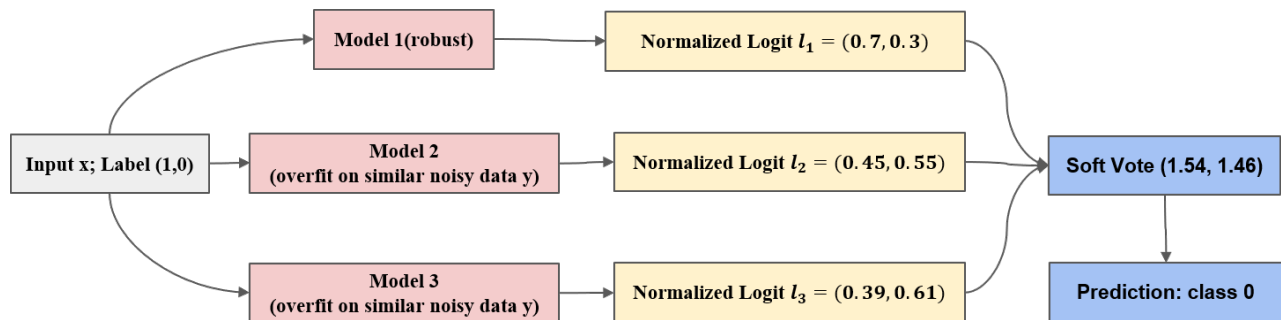 Model 1(robust)
Normalized Logit l₁ = (0.7, 0.3)
Input x; Label (1,0)
Model 2
(overfit on similar noisy data y)
Normalized Logit l₂ = (0.45, 0.55)
Soft Vote (1.54, 1.46)
Model 3
(overfit on similar noisy data y)
Normalized Logit l₃ = (0.39, 0.61)
Prediction: class 0